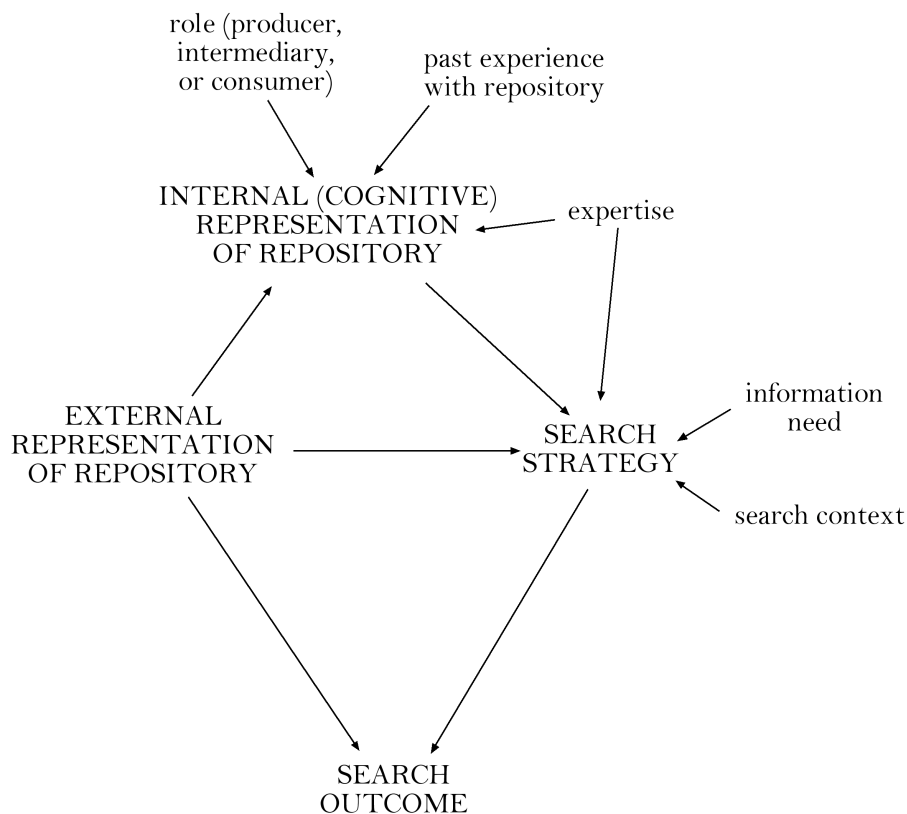 role (producer,
intermediary,
or consumer)
past experience
with repository
INTERNAL (COGNITIVE)
REPRESENTATION
OF REPOSITORY
expertise
EXTERNAL
REPRESENTATION
OF REPOSITORY
SEARCH
STRATEGY
information
need
search context
SEARCH
OUTCOME